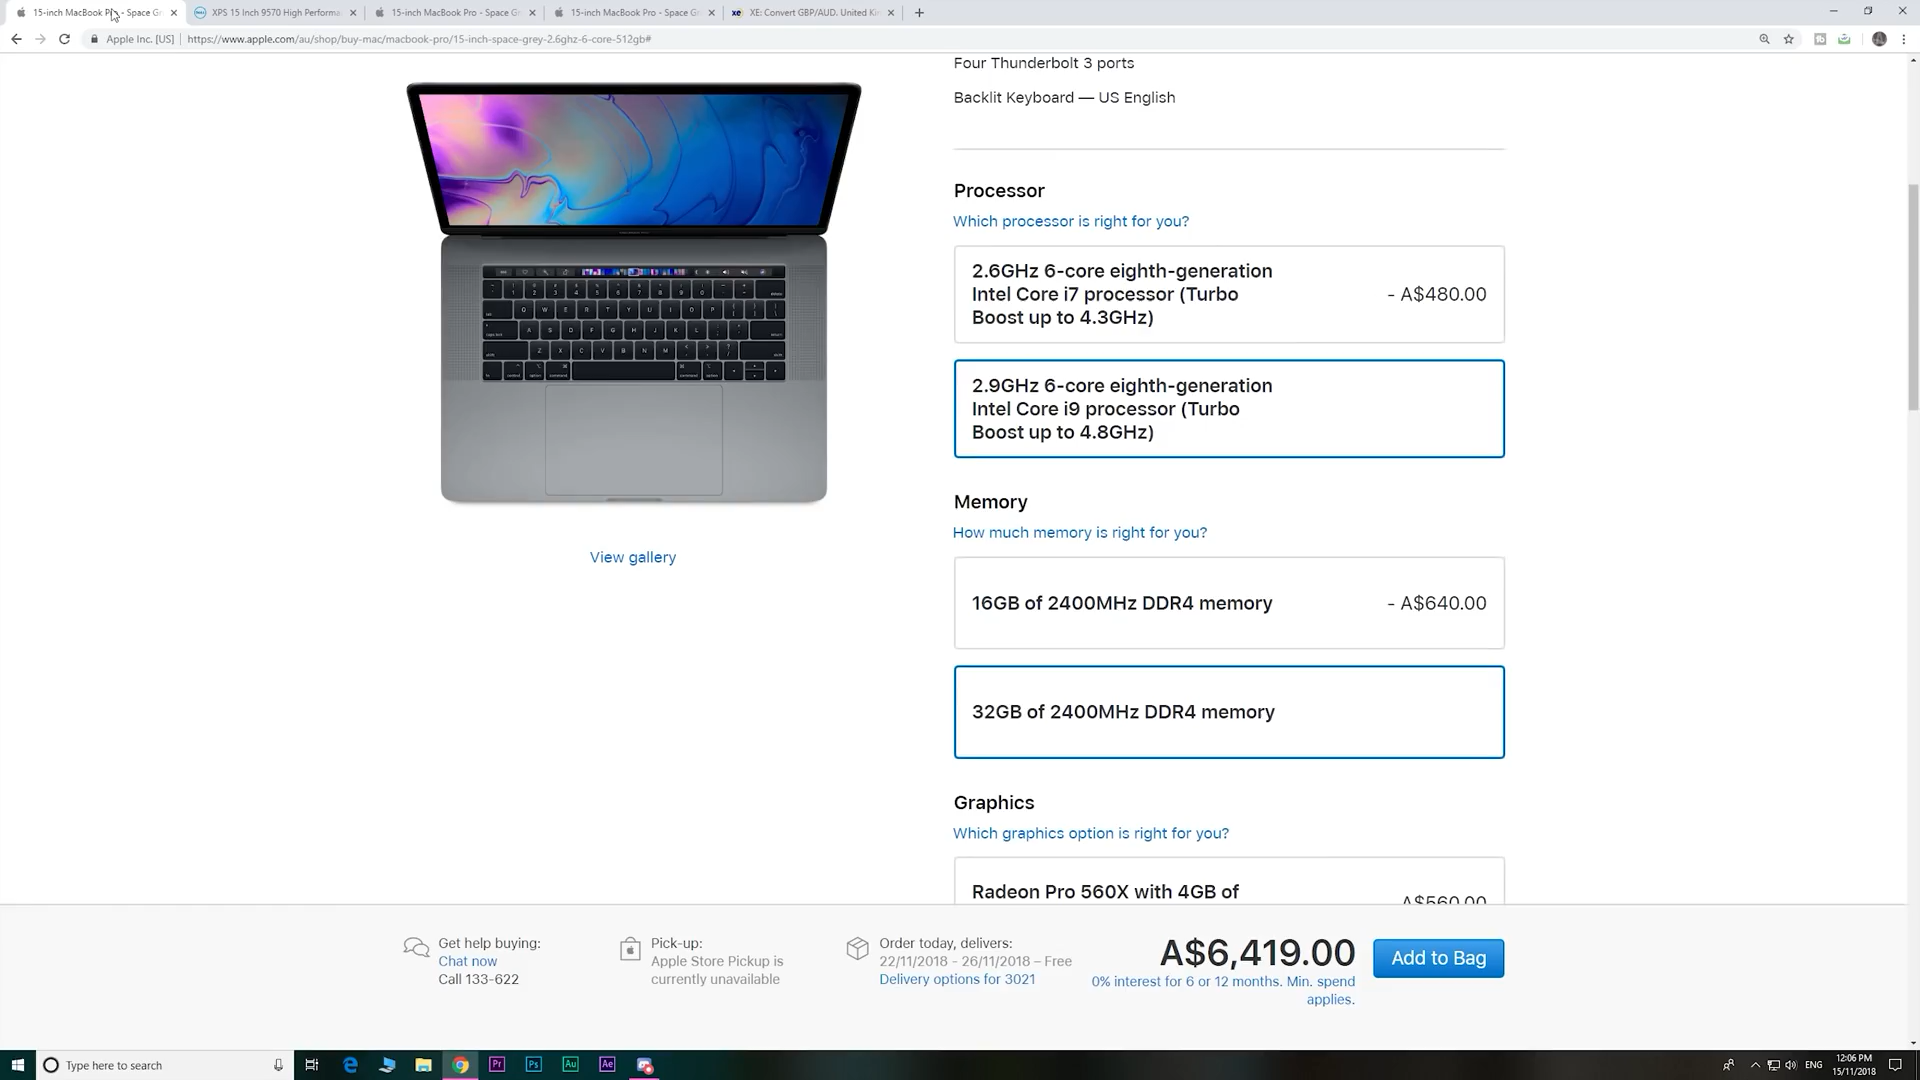 15-inch MacBook Pro - Space Gr
XPS 15 Inch 9570 High Performa
15-inch MacBook Pro - Space G
15-inch MacBook Pro - Space G
XE: Convert GBP/AUD. United Ki
Apple Inc. [US]
https://www.apple.com/au/shop/buy-mac/macbook-pro/15-inch-space-grey-2.6ghz-6-core-512gb#
Four Thunderbolt 3 ports
Backlit Keyboard — US English
Processor
Which processor is right for you?
2.6GHz 6-core eighth-generation
Intel Core i7 processor (Turbo
Boost up to 4.3GHz)
- A$480.00
2.9GHz 6-core eighth-generation
Intel Core i9 processor (Turbo
Boost up to 4.8GHz)
Memory
How much memory is right for you?
16GB of 2400MHz DDR4 memory
- A$640.00
32GB of 2400MHz DDR4 memory
View gallery
Graphics
Which graphics option is right for you?
Radeon Pro 560X with 4GB of
A$560.00
Get help buying:
Chat now
Call 133-622
Pick-up:
Apple Store Pickup is
currently unavailable
Order today, delivers:
22/11/2018 - 26/11/2018 – Free
Delivery options for 3021
A$6,419.00
0% interest for 6 or 12 months. Min. spend
applies.
Add to Bag
Type here to search
Pr
Ps
Au
Ae
ENG
12:06 PM
15/11/2018